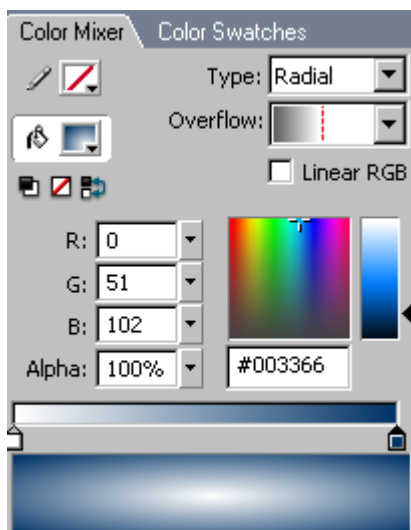 Color Mixer Color Swatches
Type: Radial
Overflow:
Linear RGB
R: 0
G: 51
B: 102
Alpha: 100% #003366